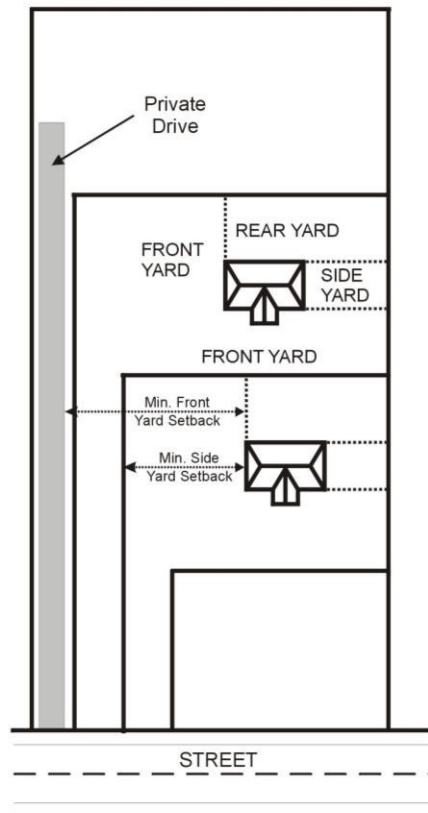 Private
Drive
REAR YARD
FRONT
YARD
SIDE
YARD
FRONT YARD
Min. Front
Yard Setback
Min. Side
Yard Setback
STREET